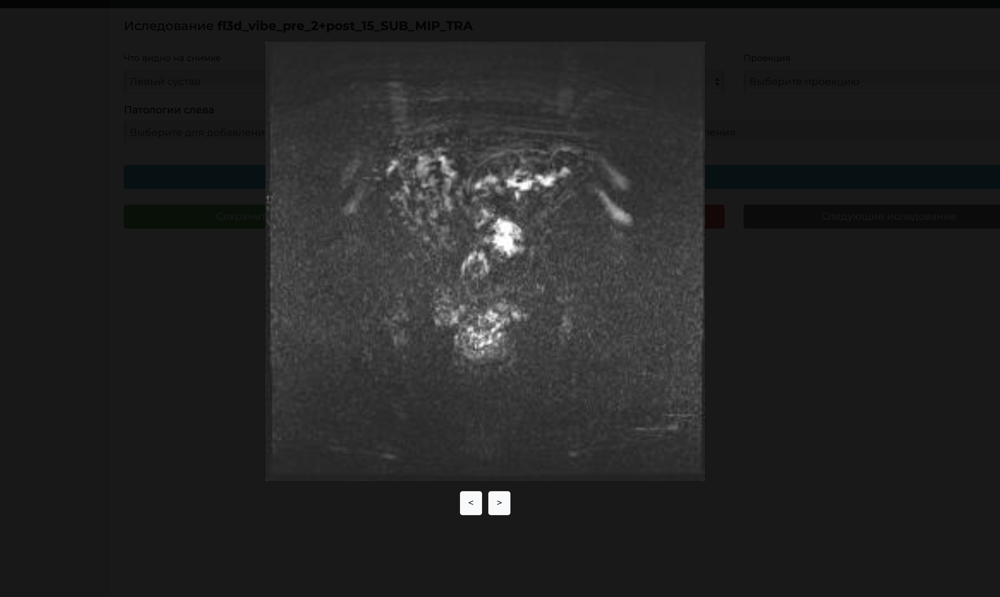 Иследование fl3d_vibe_pre_2+post_15_SUB_MIP_TRA
Что видно на снимке
Проекция
Левый сустав
Выберите проекцию
Патологии слева
Выберите для добавлени
ления
Сохранит
Следующие иследование
< >